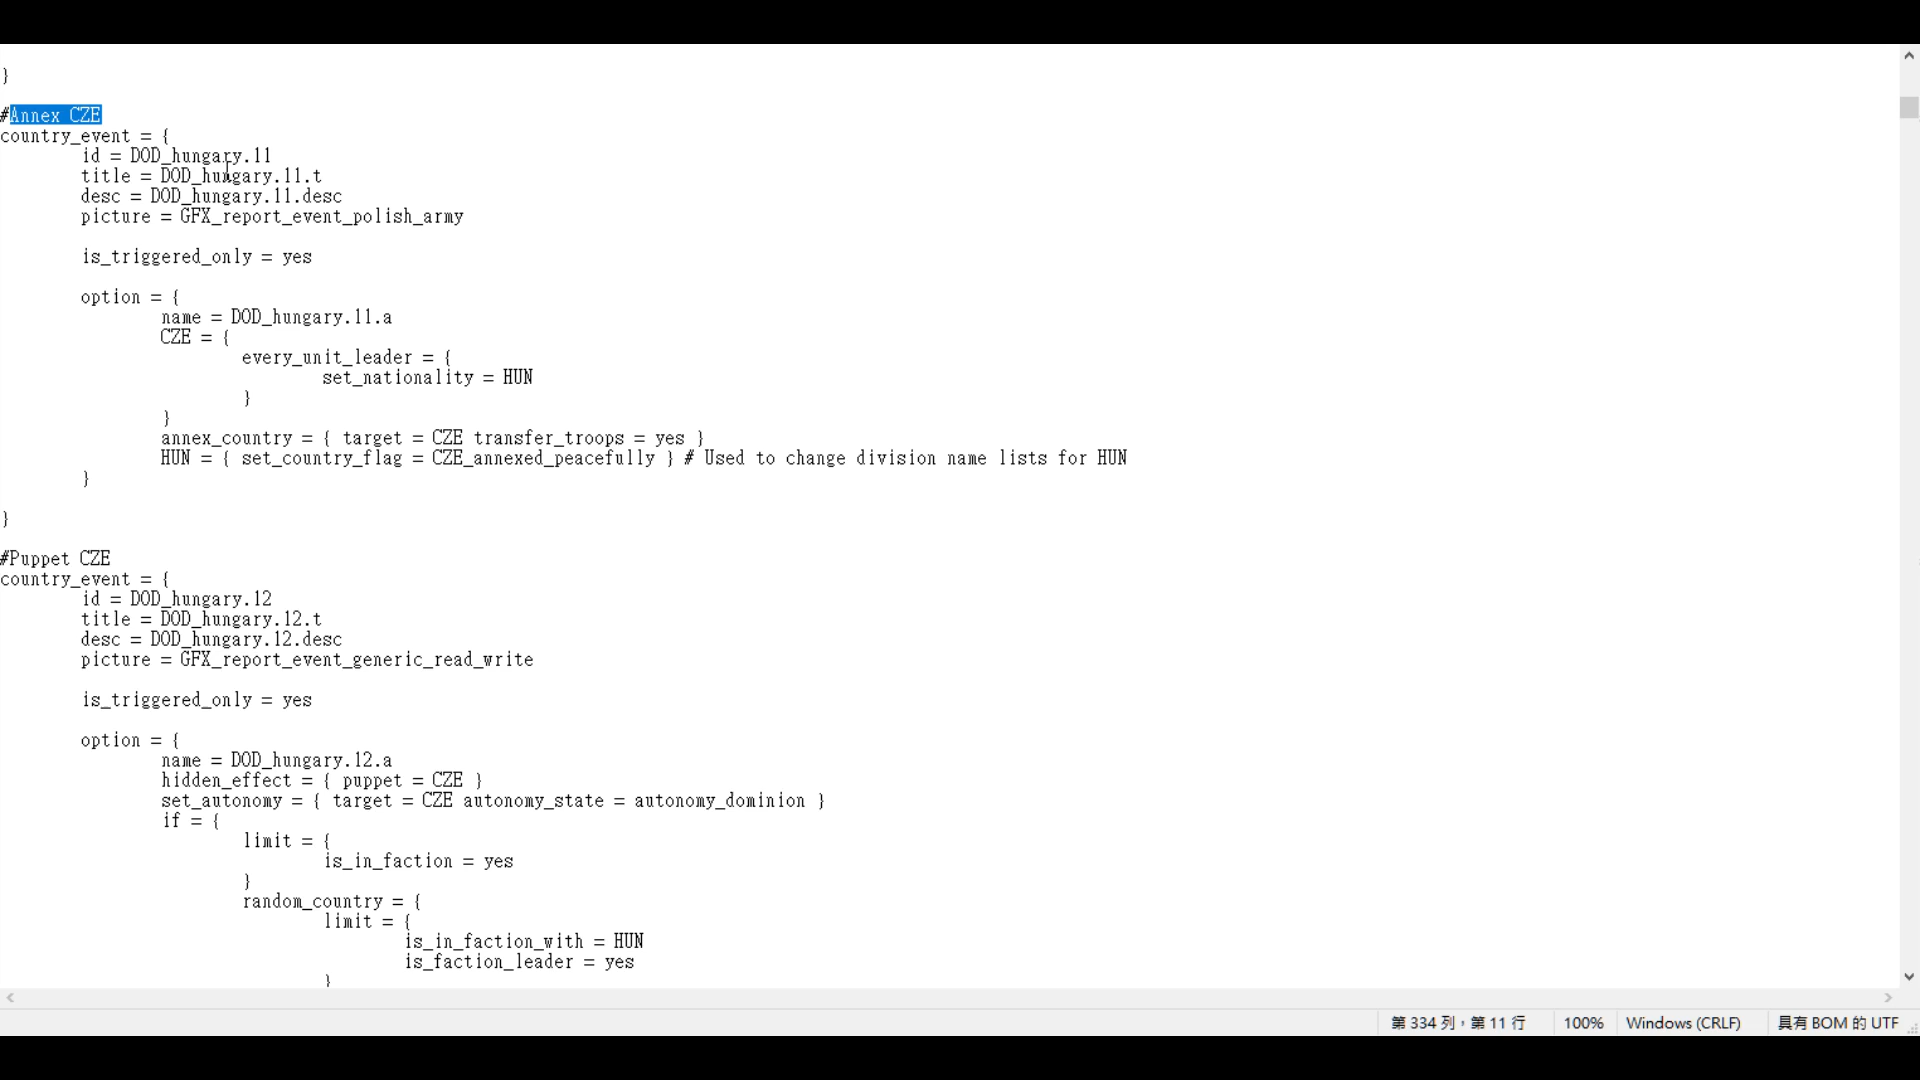 }
#Annex CZE
country_event = {
id = DOD_hungary.11
title = DOD_hungary.11.t
desc = DOD_hungary.11.desc
picture = GFX_report_event_polish_army
is_triggered_only = yes
option = {
name = DOD_hungary.11.a
CZE = {
every_unit_leader = {
set_nationality = HUN
}
}
annex_country = { target = CZE transfer_troops = yes }
HUN = { set_country_flag = CZE_annexed_peacefully } # Used to change division name lists for HUN
}
}
#Puppet CZE
country_event = {
id = DOD_hungary.12
title = DOD_hungary.12.t
desc = DOD_hungary.12.desc
picture = GFX_report_event_generic_read_write
is_triggered_only = yes
option = {
name = DOD_hungary.12.a
hidden_effect = { puppet = CZE }
set_autonomy = { target = CZE autonomy_state = autonomy_dominion }
if = {
limit = {
is_in_faction = yes
}
random_country = {
limit = {
is_in_faction_with = HUN
is_faction_leader = yes
}
第 334 列，第 11 行 100% Windows (CRLF) 具有 BOM 的 UTF